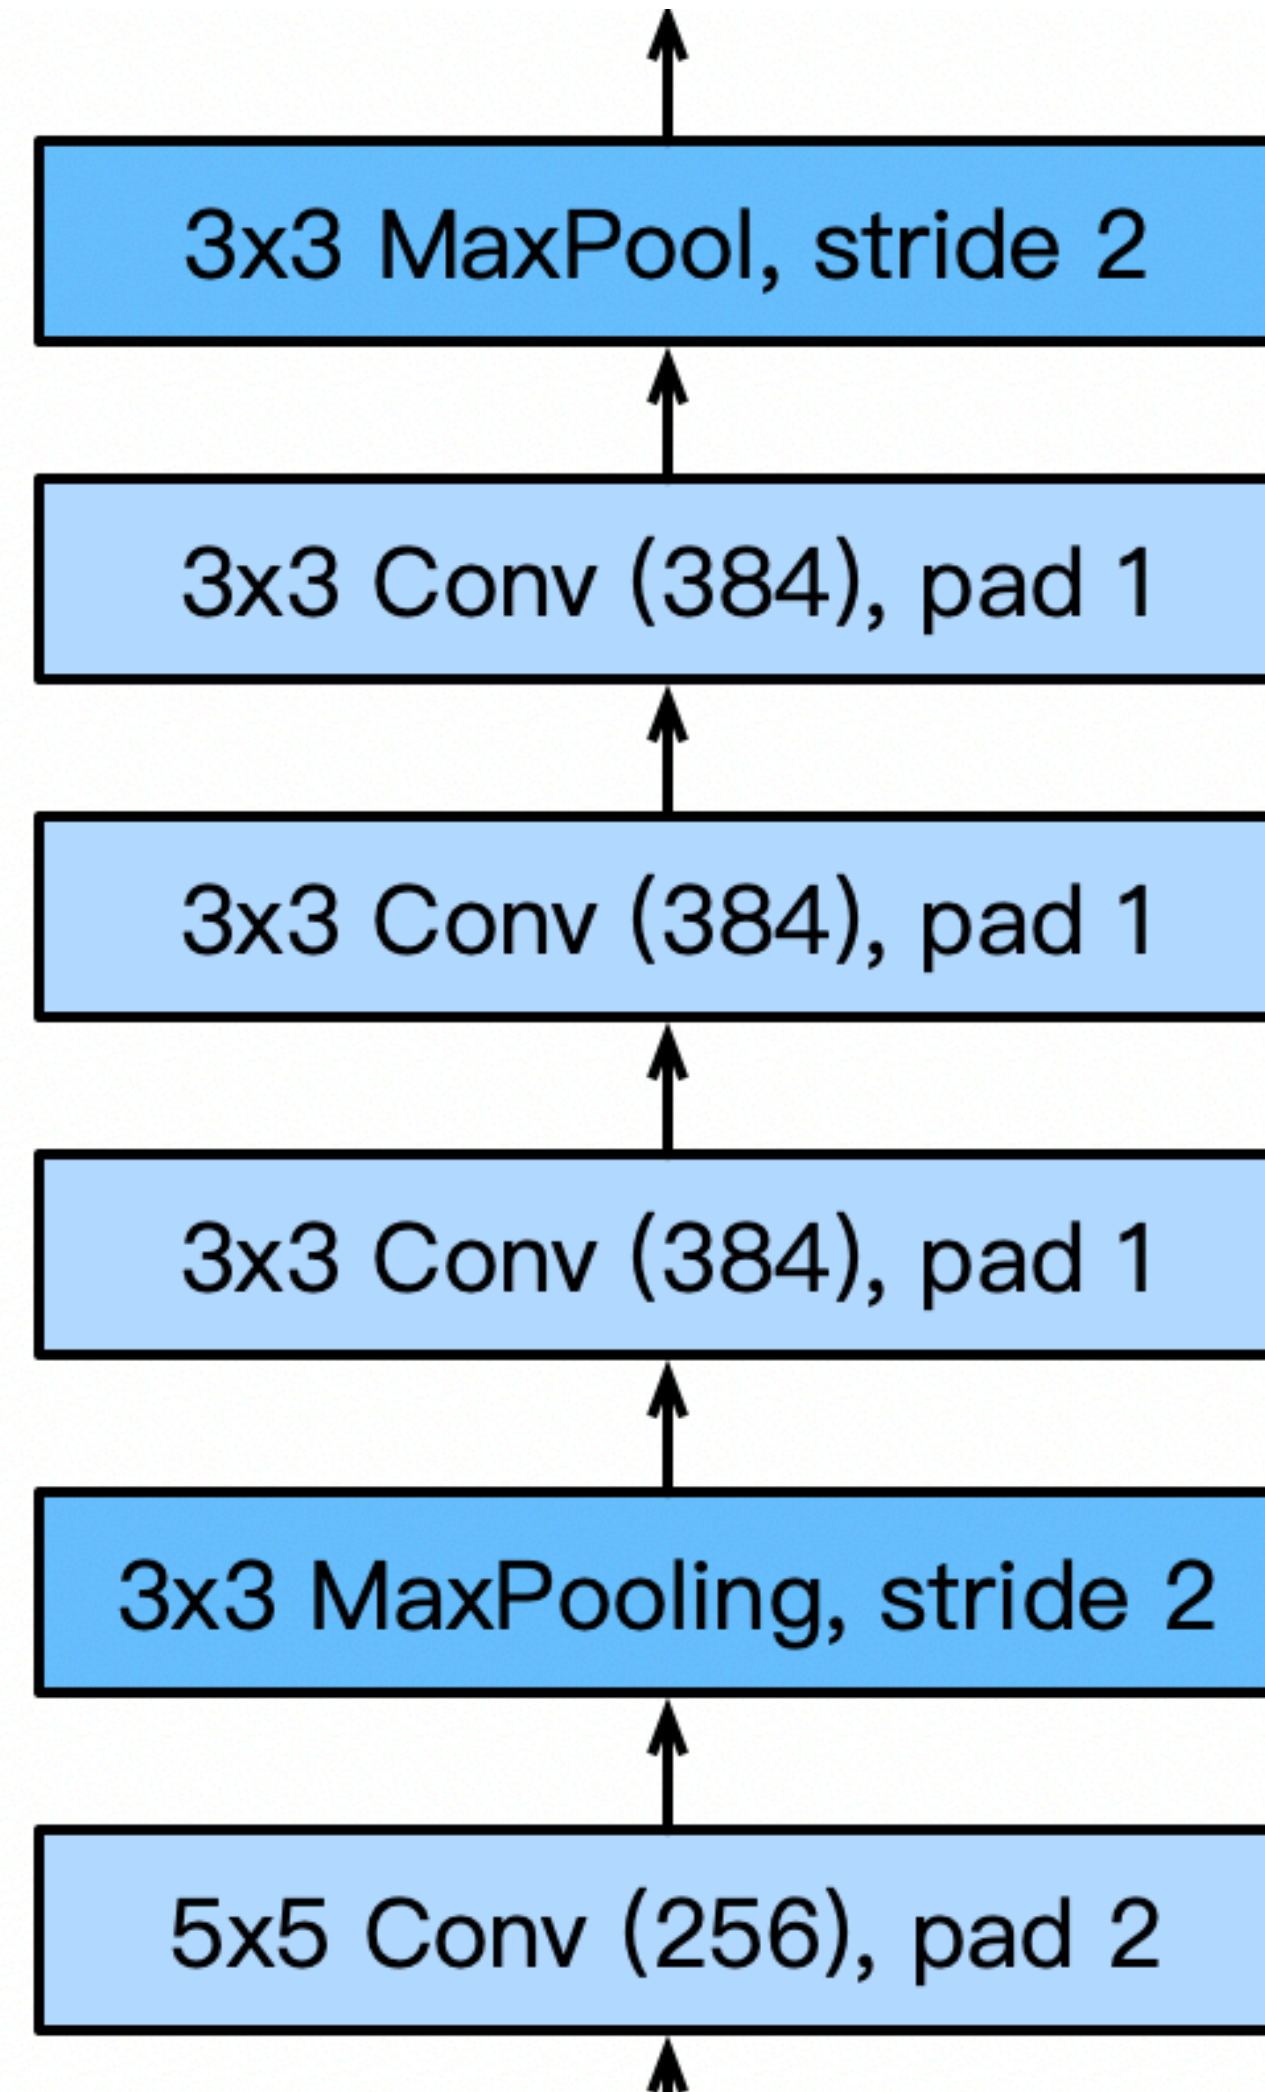 3x3 MaxPool, stride 2
3x3 Conv (384), pad 1
3x3 Conv (384), pad 1
3x3 Conv (384), pad 1
3x3 MaxPooling, stride 2
5x5 Conv (256), pad 2